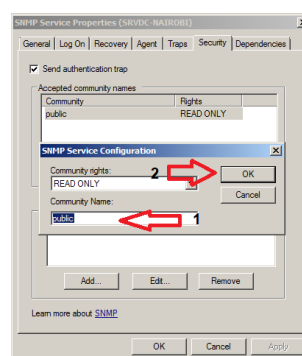 SNMP Service Properties (SRVDC-NAIROBI)
General Log On Recovery Agent Traps Security Dependencies
Send authentication trap
Accepted community names
Community Rights
public READ ONLY
SNMP Service Configuration
Community rights:
READ ONLY
2
OK
Cancel
Community Name:
public
1
Add... Edit... Remove
Learn more about SNMP
OK Cancel Apply